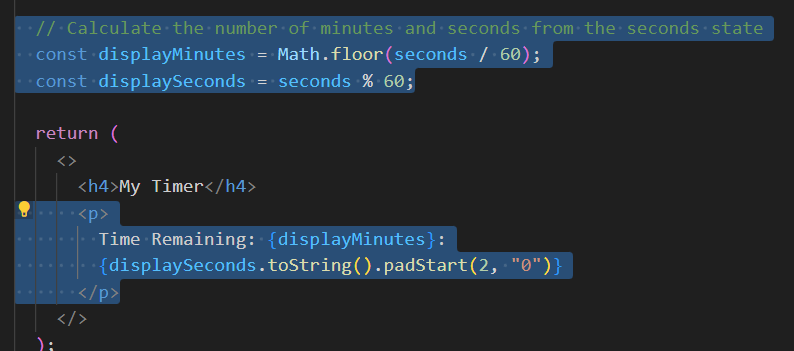 // Calculate the number of minutes and seconds from the seconds state
const displayMinutes = Math.floor(seconds / 60);
const displaySeconds = seconds % 60;
return (
<>
<h4>My Timer</h4>
<p>
Time Remaining: {displayMinutes}:
{displaySeconds.toString().padStart(2, "0")}
</p>
</>
);